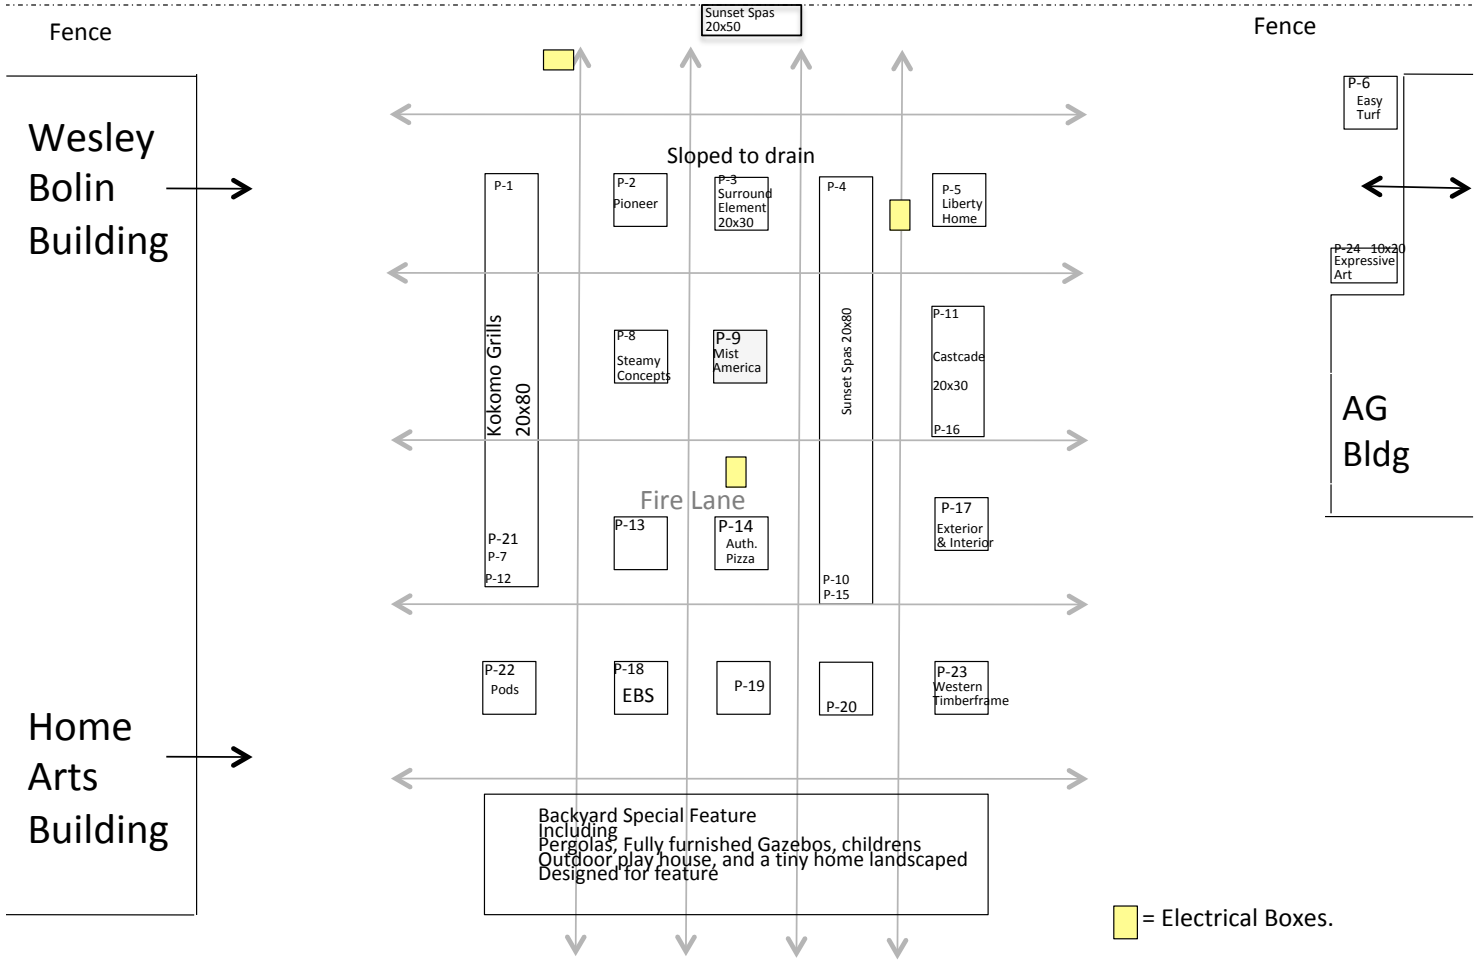 Sunset Spas
20x50
Fence
Fence
P-6
Easy
Turf
Wesley
Bolin
Building
Sloped to drain
P-1
P-2
Pioneer
P-3
Surround
Element
20x30
P-4
P-5
Liberty
Home
P-24 10x20
Expressive
Art
Kokomo Grills
20x80
P-8
Steamy
Concepts
P-9
Mist
America
Sunset Spas 20x80
P-11
Castcade
20x30
P-16
AG
Bldg
Fire Lane
P-21
P-7
P-12
P-13
P-14
Auth.
Pizza
P-10
P-15
P-17
Exterior
& Interior
P-22
Pods
P-18
EBS
P-19
P-20
P-23
Western
Timberframe
Home
Arts
Building
Backyard Special Feature
Including
Pergolas, Fully furnished Gazebos, childrens
Outdoor play house, and a tiny home landscaped
Designed for feature
= Electrical Boxes.